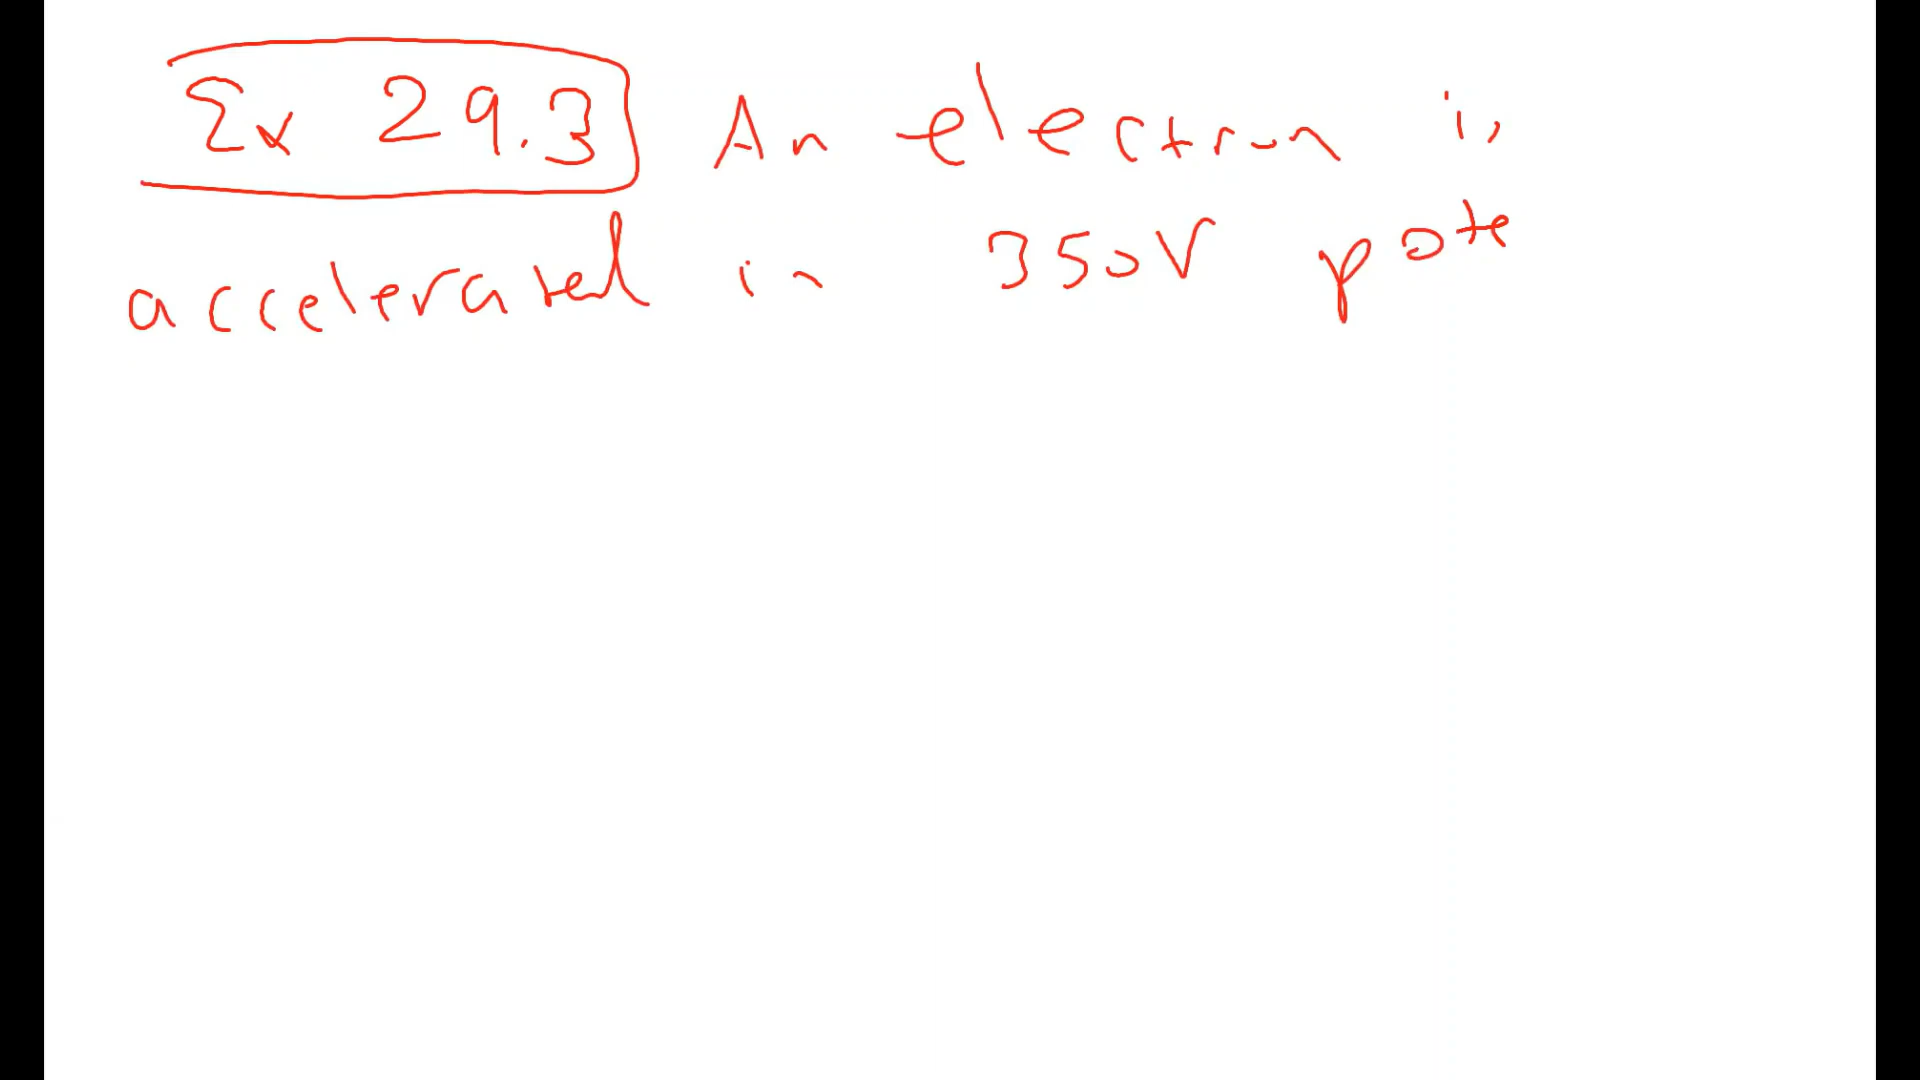 Ex 29.3 An electron is
accelerated in 350V pote